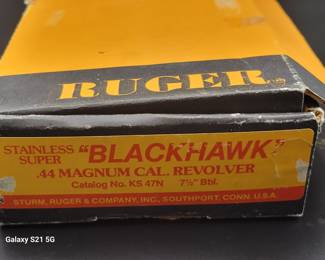 RUGER
STAINLESS
SUPER "BLACKHAWK"
.44 MAGNUM CAL. REVOLVER
Catalog No. KS 47N 7½" Bbl.
STURM, RUGER & COMPANY, INC., SOUTHPORT, CONN. U.S.A.
Galaxy S21 5G